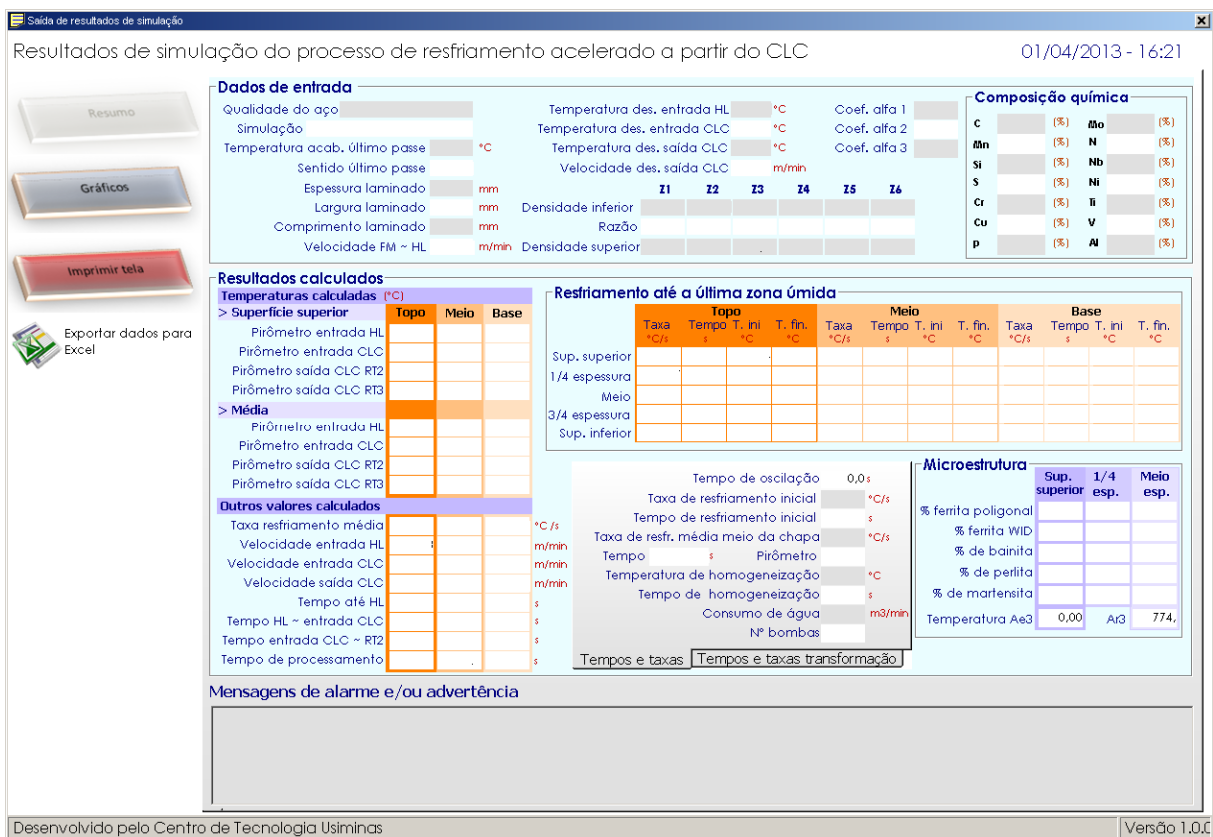 Saída de resultados de simulação
Resultados de simulação do processo de resfriamento acelerado a partir do CLC
01/04/2013 - 16:21
Resumo
Gráficos
Imprimir tela
Exportar dados para
Excel
Dados de entrada
Qualidade do aço
Simulação
Temperatura acab. último passe °C
Sentido último passe
Espessura laminado mm
Largura laminado mm
Comprimento laminado mm
Velocidade FM ~ HL m/min
Temperatura des. entrada HL °C
Temperatura des. entrada CLC °C
Temperatura des. saída CLC °C
Velocidade des. saída CLC m/min
Coef. alfa 1
Coef. alfa 2
Coef. alfa 3
Z1 Z2 Z3 Z4 Z5 Z6
Densidade inferior
Razão
Densidade superior
Composição química
C (%) Mo (%)
Mn (%) N (%)
Si (%) Nb (%)
S (%) Ni (%)
Cr (%) Ti (%)
Cu (%) V (%)
P (%) Al (%)
Resultados calculados
Temperaturas calculadas (°C)
> Superfície superior Topo Meio Base
Pirômetro entrada HL
Pirômetro entrada CLC
Pirômetro saída CLC RT2
Pirômetro saída CLC RT3
> Média
Pirômetro entrada HL
Pirômetro entrada CLC
Pirômetro saída CLC RT2
Pirômetro saída CLC RT3
Outros valores calculados
Taxa resfriamento média °C /s
Velocidade entrada HL m/min
Velocidade entrada CLC m/min
Velocidade saída CLC m/min
Tempo até HL s
Tempo HL ~ entrada CLC s
Tempo entrada CLC ~ RT2 s
Tempo de processamento s
Resfriamento até a última zona úmida
Topo Meio Base
Taxa Tempo T. ini T. fin. Taxa Tempo T. ini T. fin. Taxa Tempo T. ini T. fin.
°C/s s °C °C °C/s s °C °C °C/s s °C °C
Sup. superior
1/4 espessura
Meio
3/4 espessura
Sup. inferior
Tempo de oscilação 0,0 s
Taxa de resfriamento inicial °C/s
Tempo de resfriamento inicial s
Taxa de resfr. média meio da chapa °C/s
Tempo s Pirômetro
Temperatura de homogeneização °C
Tempo de homogeneização s
Consumo de água m3/min
Nº bombas
Tempos e taxas Tempos e taxas transformação
Microestrutura
Sup. 1/4 Meio
superior esp. esp.
% ferrita poligonal
% ferrita WID
% de bainita
% de perlita
% de martensita
Temperatura Ae3 0,00 Ar3 774,
Mensagens de alarme e/ou advertência
Desenvolvido pelo Centro de Tecnologia Usiminas
Versão 1.0.0